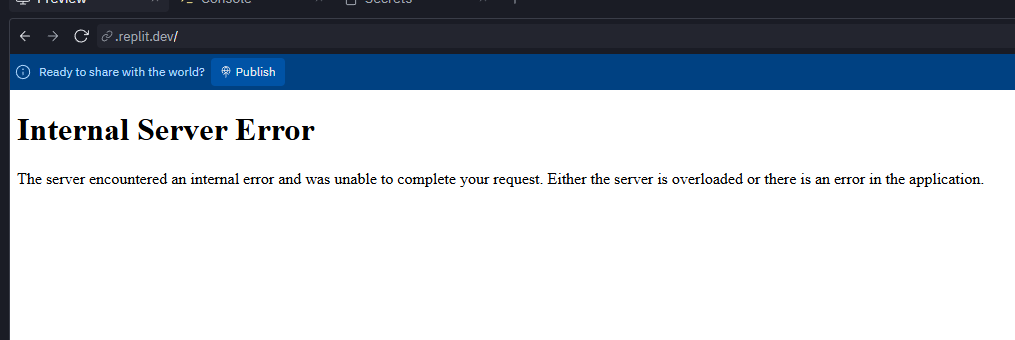 Preview Console Secrets
.replit.dev/
Ready to share with the world? Publish
Internal Server Error
The server encountered an internal error and was unable to complete your request. Either the server is overloaded or there is an error in the application.